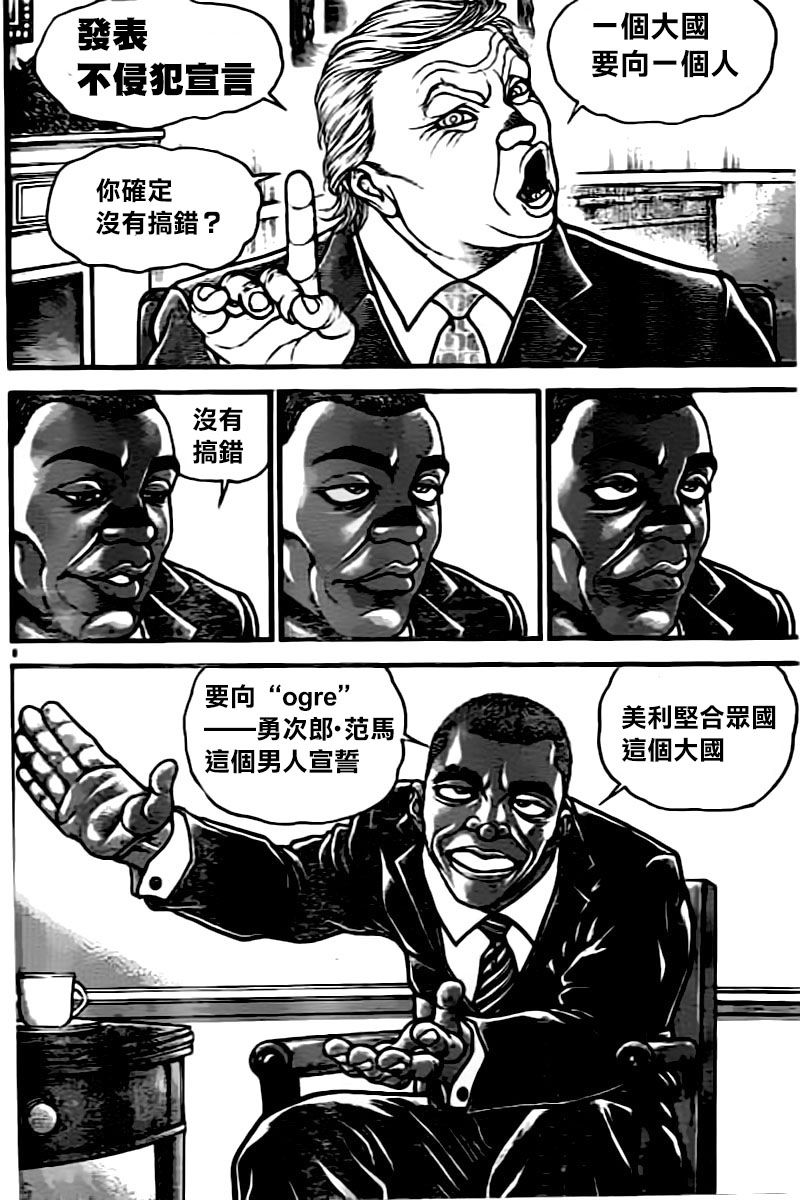 一個大國
要向一個人
發表
不侵犯宣言
你確定
沒有搞錯？
沒有
搞錯
美利堅合眾國
這個大國
要向“ogre”
——勇次郎·范馬
這個男人宣誓